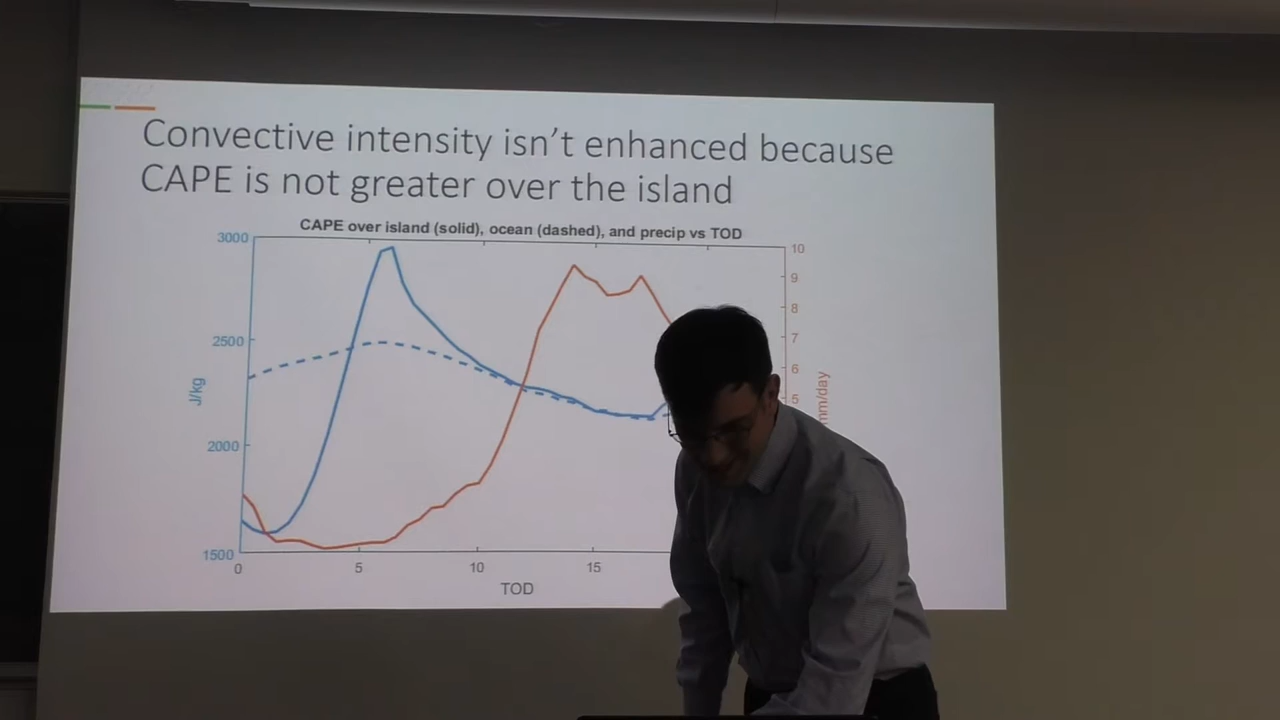 Convective intensity isn't enhanced because
CAPE is not greater over the island
CAPE over island (solid), ocean (dashed), and precip vs TOD
3000
2500
2000
1500
J/kg
0
5
10
15
TOD
10
9
8
7
6
5
mm/day